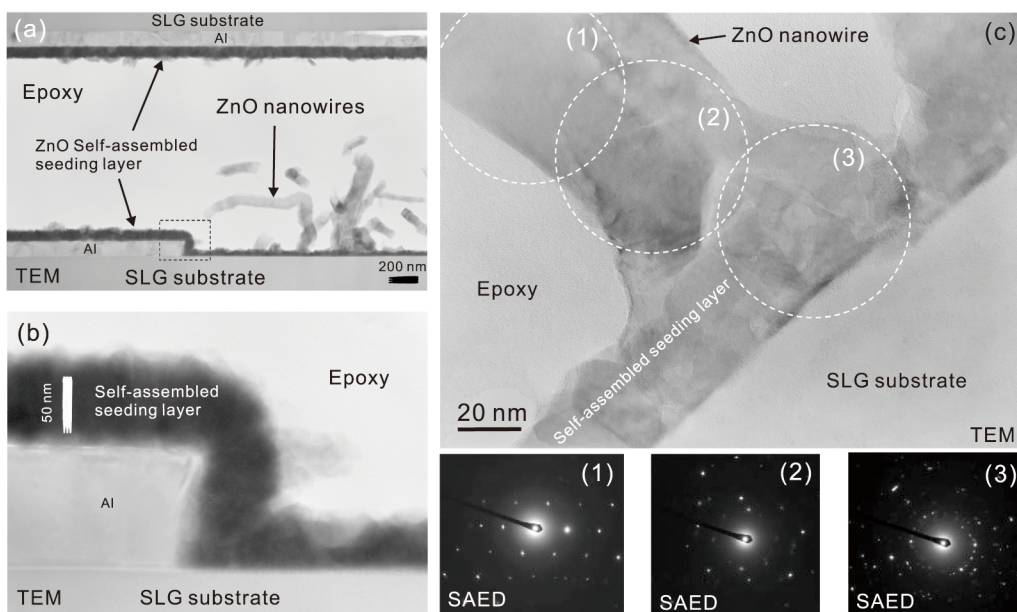 (a)
SLG substrate
Al
Epoxy
ZnO nanowires
ZnO Self-assembled
seeding layer
Al
200 nm
TEM
SLG substrate
(b)
50 nm
Self-assembled
seeding layer
Epoxy
Al
TEM
SLG substrate
(c)
(1)
ZnO nanowire
(2)
(3)
Epoxy
Self-assembled seeding layer
SLG substrate
20 nm
TEM
(1)
SAED
(2)
SAED
(3)
SAED